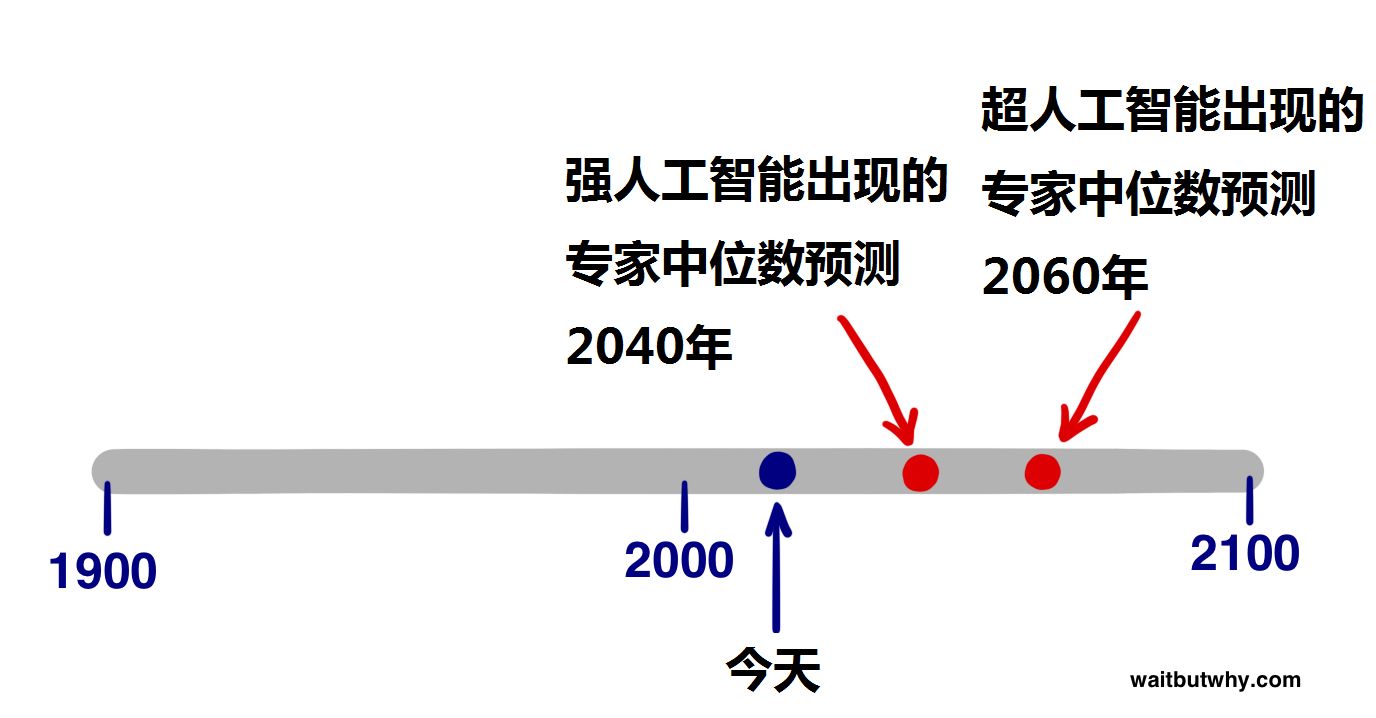 超人工智能出现的
专家中位数预测
2060年
强人工智能出现的
专家中位数预测
2040年
1900
2000
2100
今天
waitbutwhy.com